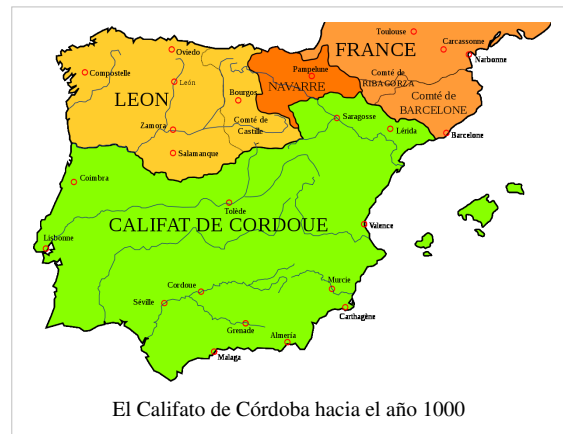 Toulouse
FRANCE
Carcassonne
Narbonne
Oviedo
Compostelle
León
Pampelune
NAVARRE
Comté de
RIBAGORZA
Bourgos
LEON
Comté de
BARCELONE
Zamora
Comté de
Castille
Saragosse
Lérida
Barcelone
Salamanque
Coimbra
Tolède
CALIFAT DE CORDOUE
Valence
Lisbonne
Cordoue
Murcie
Séville
Carthagène
Grenade
Almería
Malaga
El Califato de Córdoba hacia el año 1000